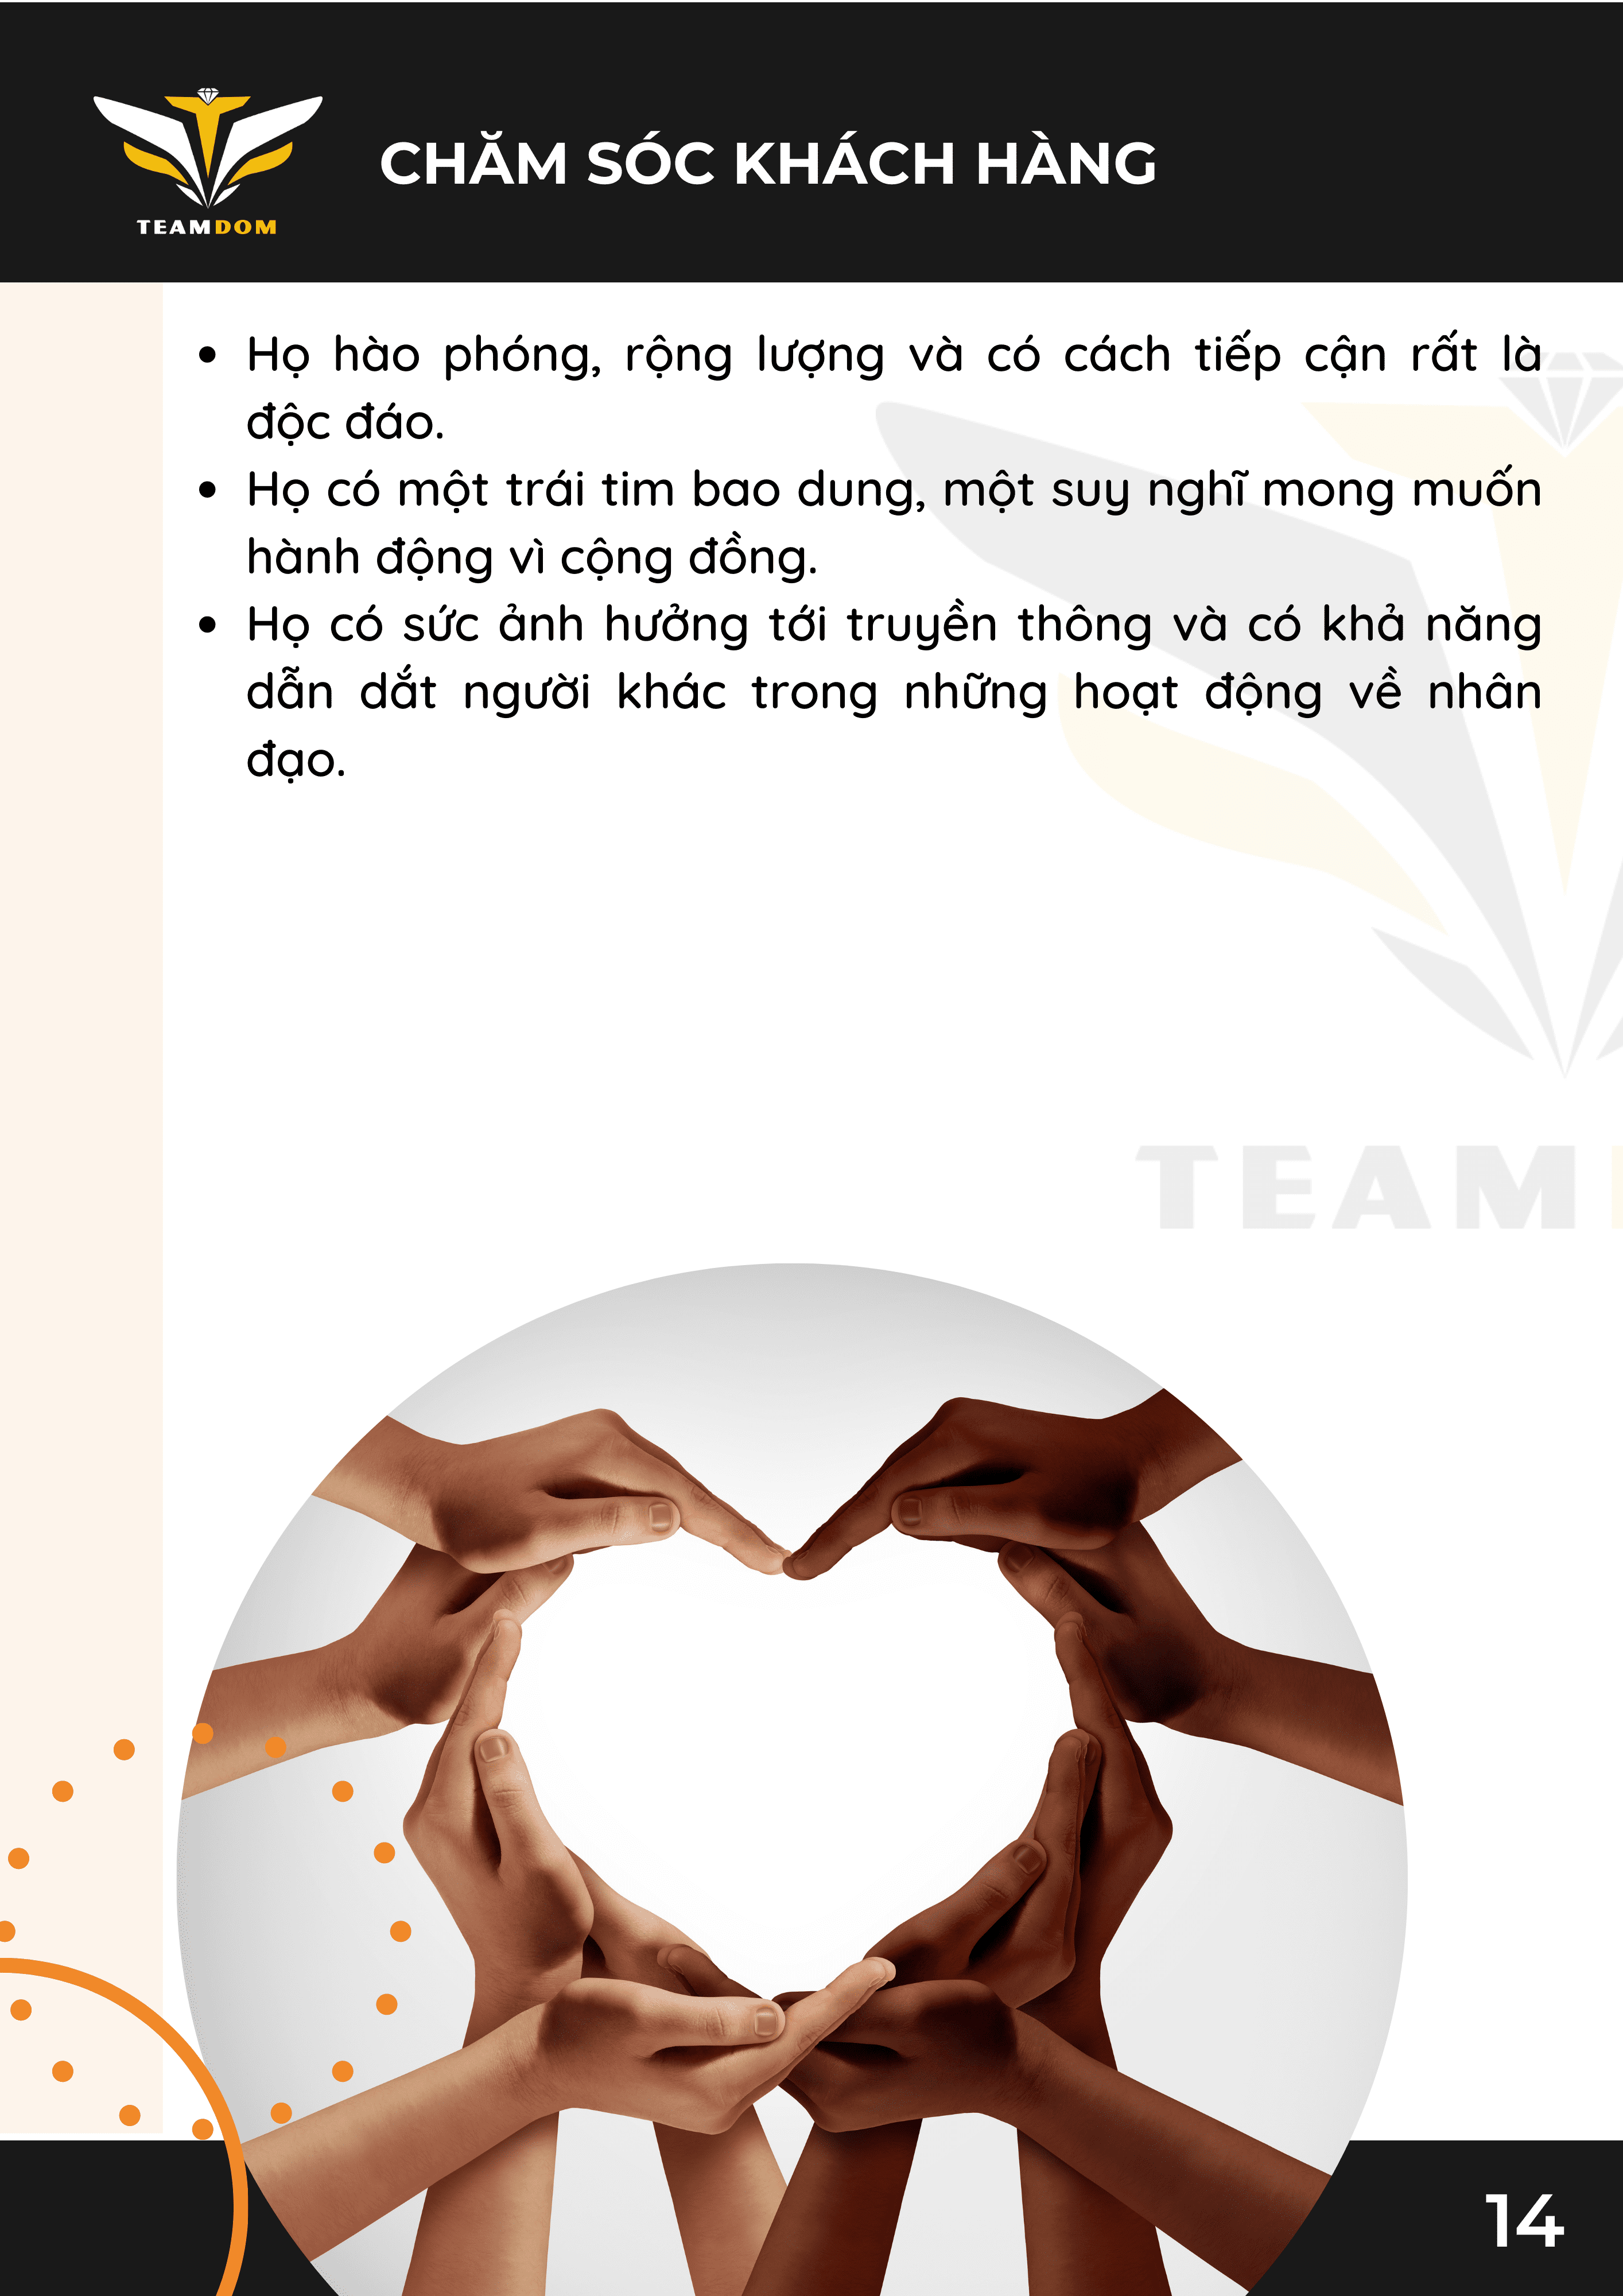 TEAMDOM
CHĂM SÓC KHÁCH HÀNG
• Họ hào phóng, rộng lượng và có cách tiếp cận rất là
độc đáo.
• Họ có một trái tim bao dung, một suy nghĩ mong muốn
hành động vì cộng đồng.
• Họ có sức ảnh hưởng tới truyền thông và có khả năng
dẫn dắt người khác trong những hoạt động về nhân
đạo.
TEAM
14